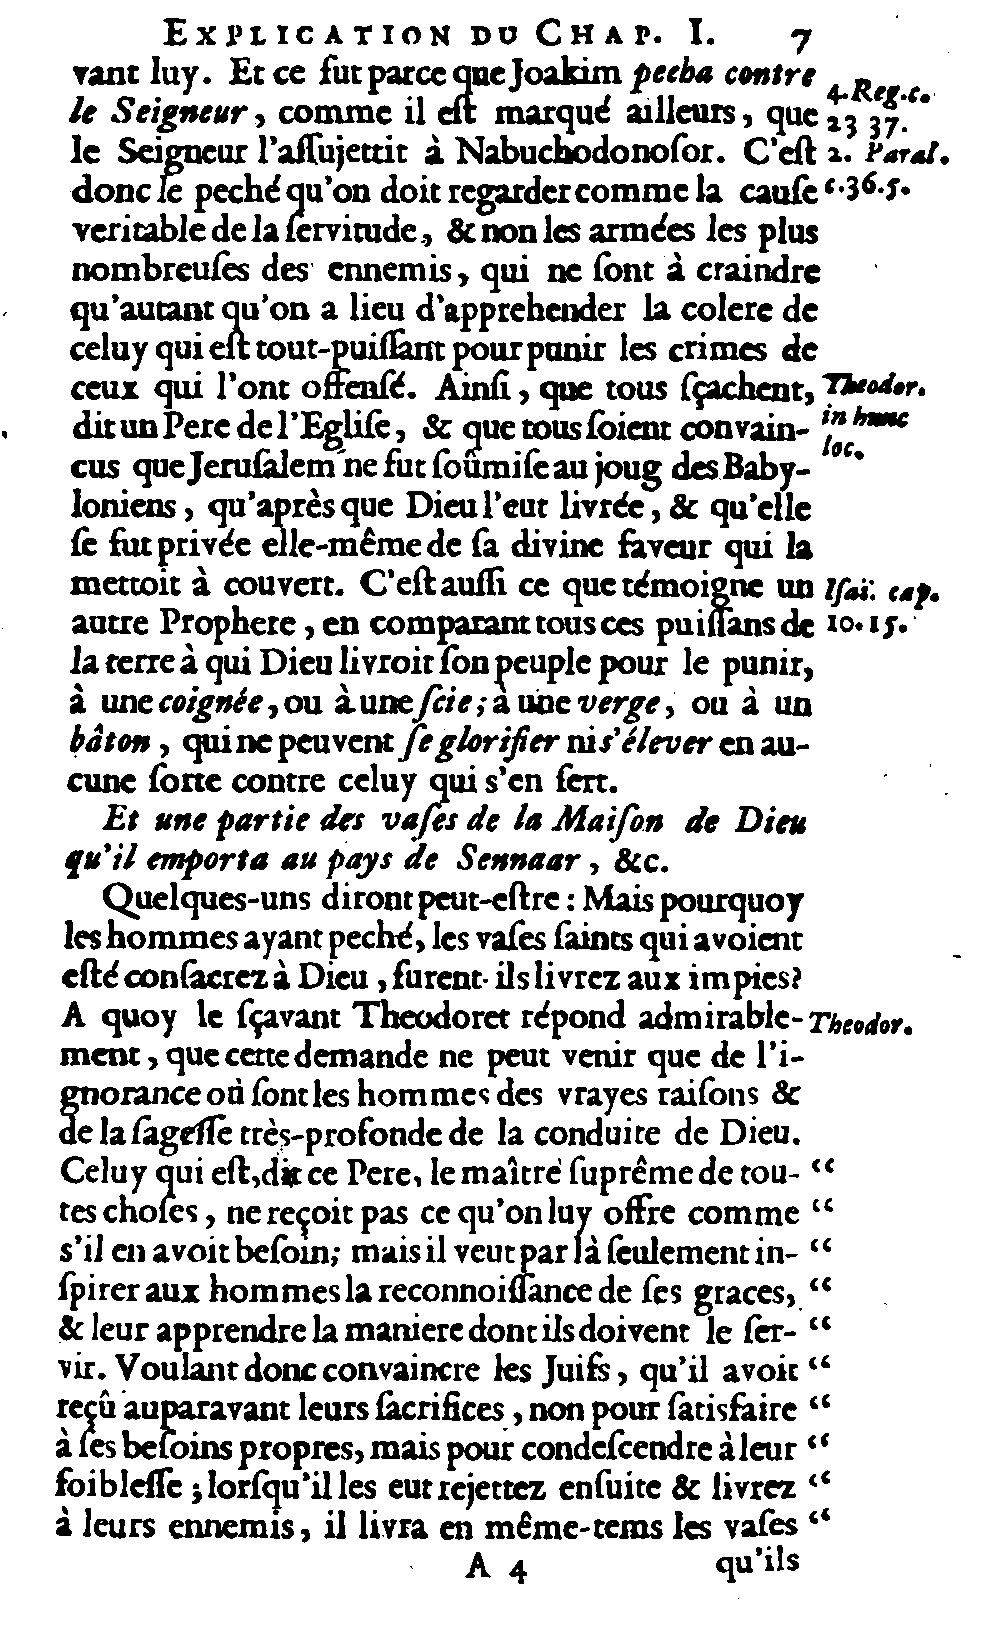 EXPLICATION DU CHAP. I. 7
vant luy. Et ce fut parce que Joakim pecha contre
le Seigneur, comme il eſt marqué ailleurs, que
le Seigneur l'aſſujettit à Nabuchodonoſor. C'eſt
donc le peché qu'on doit regarder comme la cauſe
veritable de la ſervitude, & non les armées les plus
nombreuſes des ennemis, qui ne ſont à craindre
qu'autant qu'on a lieu d'apprehender la colere de
celuy qui eſt tout-puiſſant pour punir les crimes de
ceux qui l'ont offenſé. Ainſi, que tous ſçachent,
dit un Pere de l'Egliſe, & que tous ſoient convain-
cus que Jeruſalem ne fut ſoûmiſe au joug des Baby-
loniens, qu'après que Dieu l'eut livrée, & qu'elle
ſe fut privée elle-même de ſa divine faveur qui la
mettoit à couvert. C'eſt auſſi ce que témoigne un
autre Prophete, en comparant tous ces puiſſans de
la terre à qui Dieu livroit ſon peuple pour le punir,
à une coignée, ou à une ſcie; à une verge, ou à un
bâton, qui ne peuvent ſe glorifier ni s'élever en au-
cune ſorte contre celuy qui s'en ſert.
Et une partie des vaſes de la Maiſon de Dieu
qu'il emporta au pays de Sennaar, &c.
Quelques-uns diront peut-eſtre: Mais pourquoy
les hommes ayant peché, les vaſes ſaints qui avoient
eſté conſacrez à Dieu, furent-ils livrez aux impies?
A quoy le ſçavant Theodoret répond admirable-
ment, que cette demande ne peut venir que de l'i-
gnorance où ſont les hommes des vrayes raiſons &
de la ſageſſe très-profonde de la conduite de Dieu.
Celuy qui eſt, dit ce Pere, le maître ſuprême de tou- “
tes choſes, ne reçoit pas ce qu'on luy offre comme “
s'il en avoit beſoin; mais il veut par là ſeulement in- “
ſpirer aux hommes la reconnoiſſance de ſes graces, “
& leur apprendre la maniere dont ils doivent le ſer- “
vir. Voulant donc convaincre les Juifs, qu'il avoit “
reçû auparavant leurs ſacrifices, non pour ſatisfaire “
à ſes beſoins propres, mais pour condeſcendre à leur “
foibleſſe; lorſqu'il les eut rejettez enſuite & livrez “
à leurs ennemis, il livra en même-tems les vaſes “
A 4 qu'ils
4. Reg. c.
23 37.
2. Paral.
c. 36. 5.
Theodor.
in hunc
loc.
Iſaï. cap.
10. 15.
Theodor.